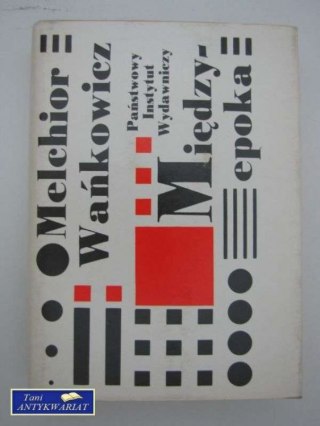 Melchior
Wańkowicz
Państwowy
Instytut
Wydawniczy
Między-
epoka
Tani
ANTYKWARIAT